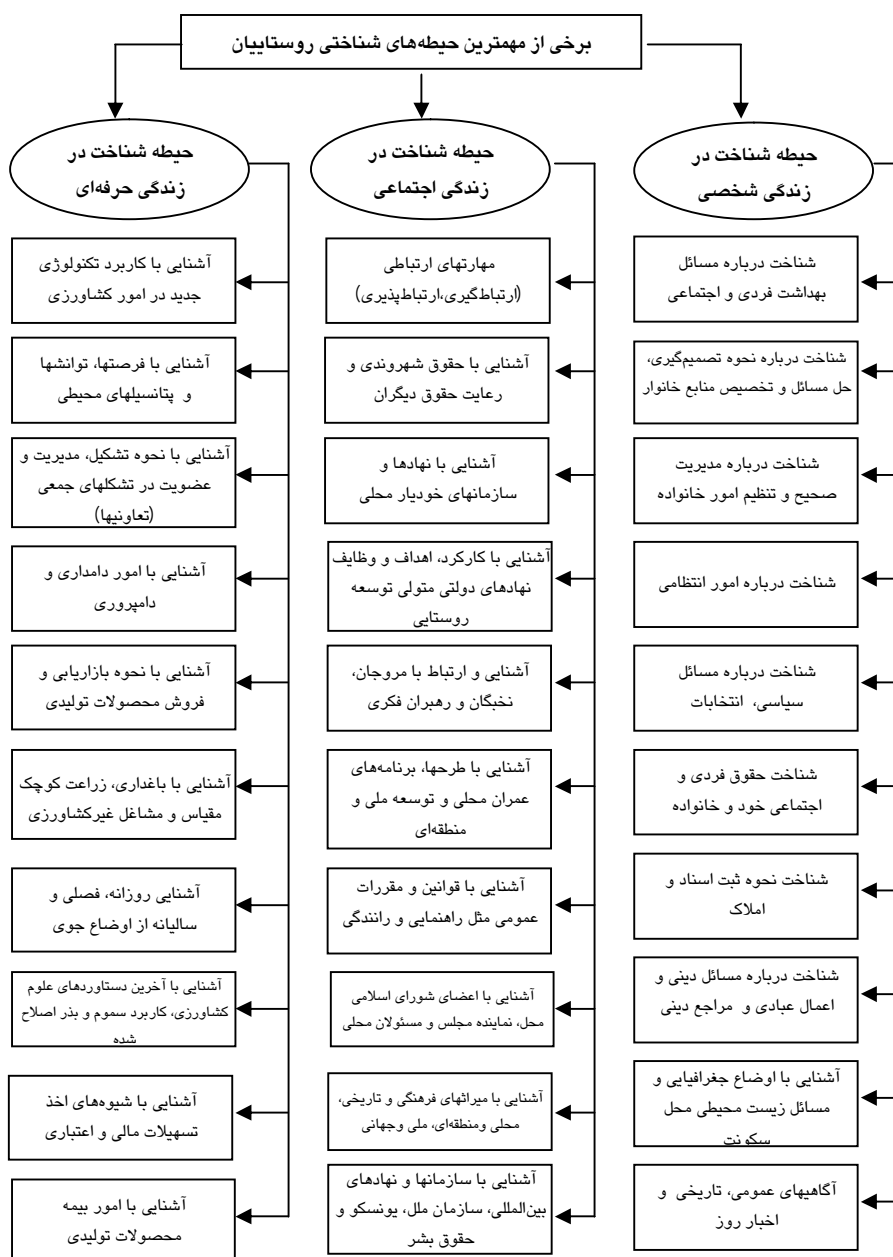 برخی از مهمترین حیطه‌های شناختی روستاییان
حیطه شناخت در
زندگی شخصی
شناخت درباره مسائل
بهداشت فردی و اجتماعی
شناخت درباره نحوه تصمیم‌گیری،
حل مسائل و تخصیص منابع خانوار
شناخت درباره مدیریت
صحیح و تنظیم امور خانواده
شناخت درباره امور انتظامی
شناخت درباره مسائل
سیاسی، انتخابات
شناخت حقوق فردی و
اجتماعی خود و خانواده
شناخت نحوه ثبت اسناد و
املاک
شناخت درباره مسائل دینی و
اعمال عبادی و مراجع دینی
آشنایی با اوضاع جغرافیایی و
مسائل زیست محیطی محل
سکونت
آگاهیهای عمومی، تاریخی و
اخبار روز
حیطه شناخت در
زندگی اجتماعی
مهارتهای ارتباطی
(ارتباط‌گیری،ارتباط‌پذیری)
آشنایی با حقوق شهروندی و
رعایت حقوق دیگران
آشنایی با نهادها و
سازمانهای خودیار محلی
آشنایی با کارکرد، اهداف و وظایف
نهادهای دولتی متولی توسعه
روستایی
آشنایی و ارتباط با مروجان،
نخبگان و رهبران فکری
آشنایی با طرحها، برنامه‌های
عمران محلی و توسعه ملی و
منطقه‌ای
آشنایی با قوانین و مقررات
عمومی مثل راهنمایی و رانندگی
آشنایی با اعضای شورای اسلامی
محل، نماینده مجلس و مسئولان محلی
آشنایی با میراثهای فرهنگی و تاریخی،
محلی ومنطقه‌ای، ملی وجهانی
آشنایی با سازمانها و نهادهای
بین‌المللی، سازمان ملل، یونسکو و
حقوق بشر
حیطه شناخت در
زندگی حرفه‌ای
آشنایی با کاربرد تکنولوژی
جدید در امور کشاورزی
آشنایی با فرصتها، توانشها
و پتانسیلهای محیطی
آشنایی با نحوه تشکیل، مدیریت و
عضویت در تشکلهای جمعی
(تعاونیها)
آشنایی با امور دامداری و
دامپروری
آشنایی با نحوه بازاریابی و
فروش محصولات تولیدی
آشنایی با باغداری، زراعت کوچک
مقیاس و مشاغل غیرکشاورزی
آشنایی روزانه، فصلی و
سالیانه از اوضاع جوی
آشنایی با آخرین دستاوردهای علوم
کشاورزی، کاربرد سموم و بذر اصلاح
شده
آشنایی با شیوه‌های اخذ
تسهیلات مالی و اعتباری
آشنایی با امور بیمه
محصولات تولیدی